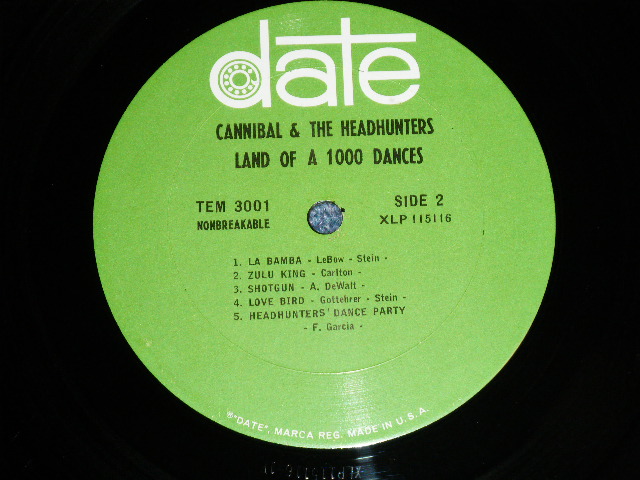 date
CANNIBAL & THE HEADHUNTERS
LAND OF A 1000 DANCES
TEM 3001
NONBREAKABLE
SIDE 2
XLP 115116
1. LA BAMBA - LeBow - Stein -
2. ZULU KING - Carlton -
3. SHOTGUN - A. DeWalt -
4. LOVE BIRD - Gottehrer - Stein -
5. HEADHUNTERS' DANCE PARTY
- F. Garcia -
®"DATE", MARCA REG. MADE IN U.S.A.